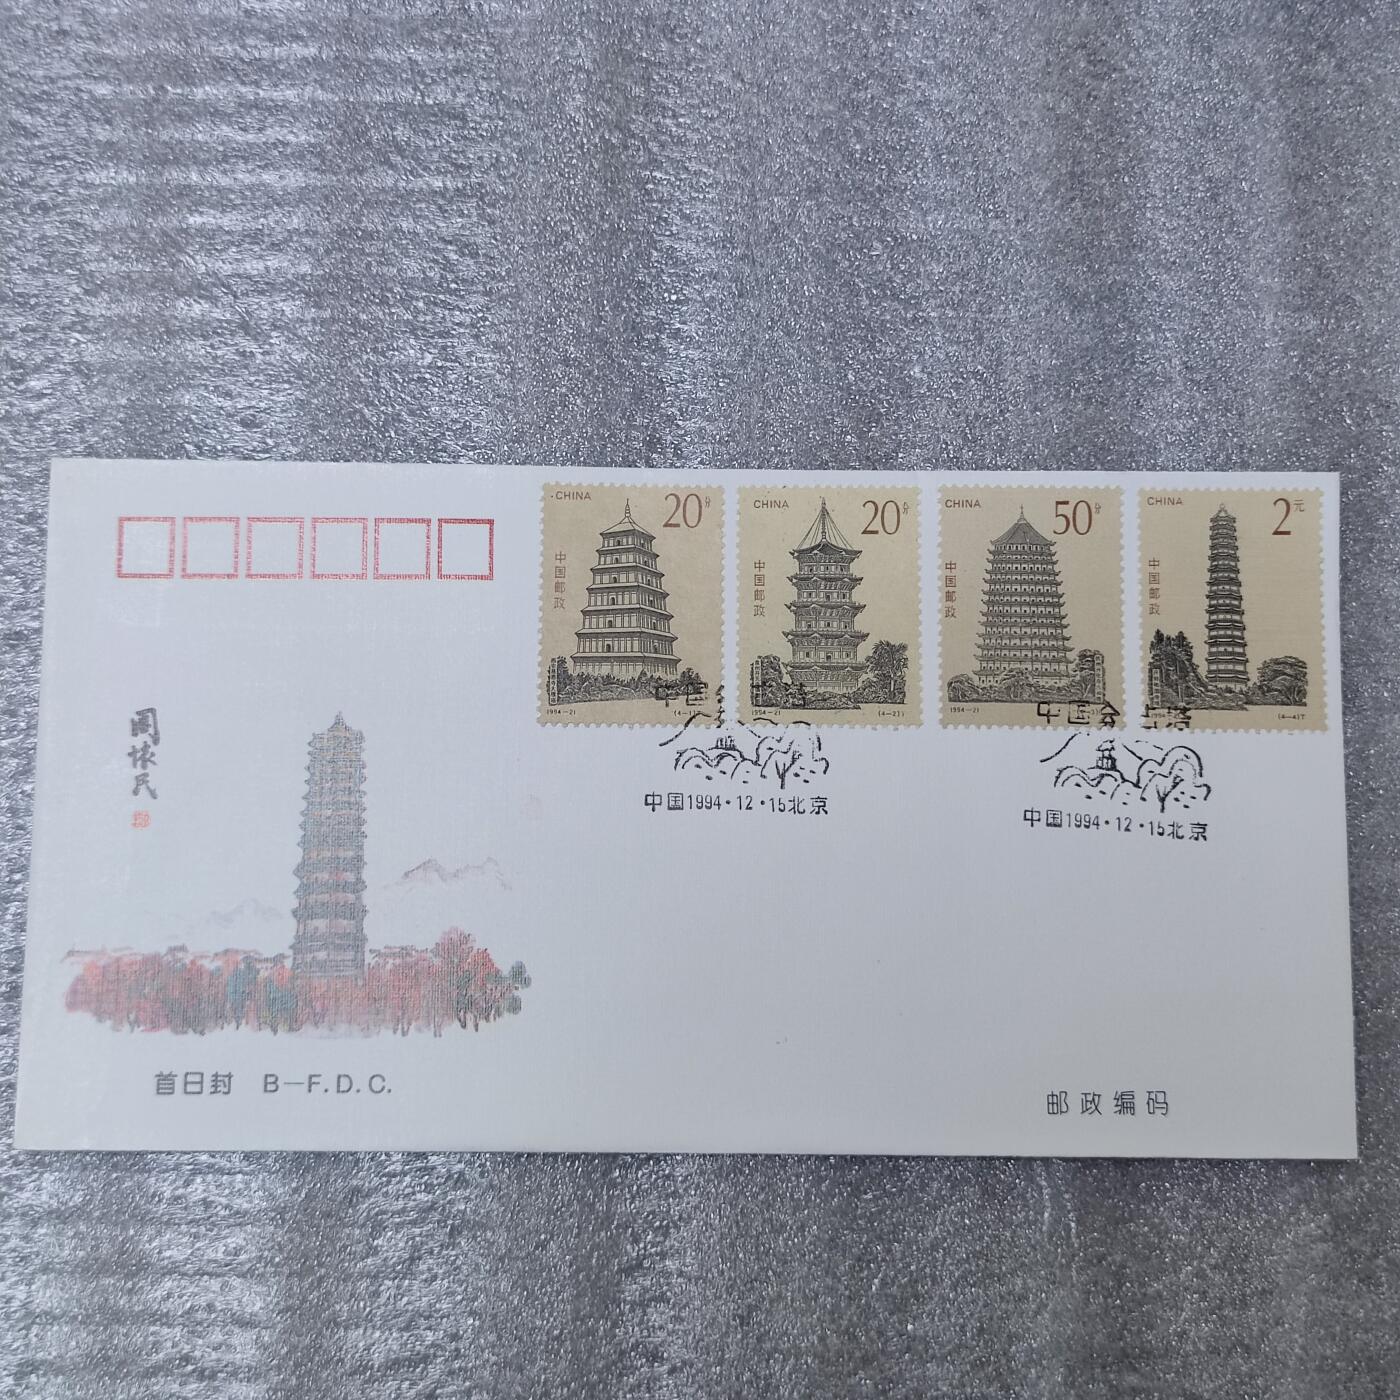 CHINA
20分
中国邮政
1994-21
(4-1)T
CHINA
20分
中国邮政
1994-21
(4-2)T
CHINA
50分
中国邮政
1994-21
CHINA
2元
中国邮政
(4-4)T
周怀民
中国1994·12·15北京
中国1994·12·15北京
首日封 B-F.D.C.
邮政编码